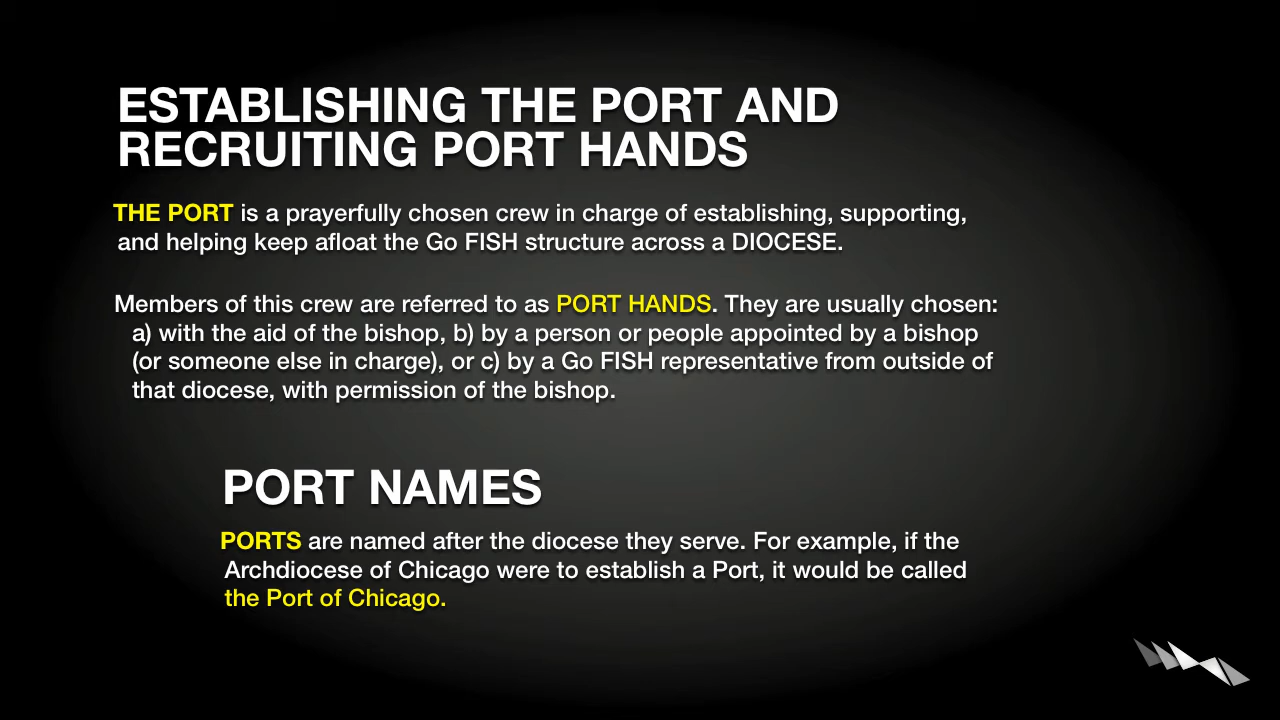 ESTABLISHING THE PORT AND
RECRUITING PORT HANDS
THE PORT is a prayerfully chosen crew in charge of establishing, supporting,
and helping keep afloat the Go FISH structure across a DIOCESE.
Members of this crew are referred to as PORT HANDS. They are usually chosen:
a) with the aid of the bishop, b) by a person or people appointed by a bishop
(or someone else in charge), or c) by a Go FISH representative from outside of
that diocese, with permission of the bishop.
PORT NAMES
PORTS are named after the diocese they serve. For example, if the
Archdiocese of Chicago were to establish a Port, it would be called
the Port of Chicago.